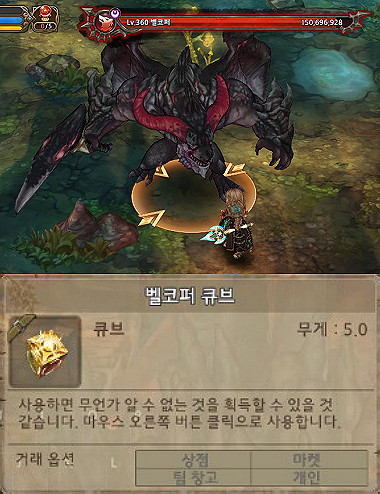 0/5
Lv.360 벨코퍼
150,696,928
벨코퍼 큐브
큐브
무게 : 5.0
사용하면 무언가 알 수 없는 것을 획득할 수 있을 것
같습니다. 마우스 오른쪽 버튼 클릭으로 사용합니다.
거래 옵션
상점
마켓
팀 창고
개인